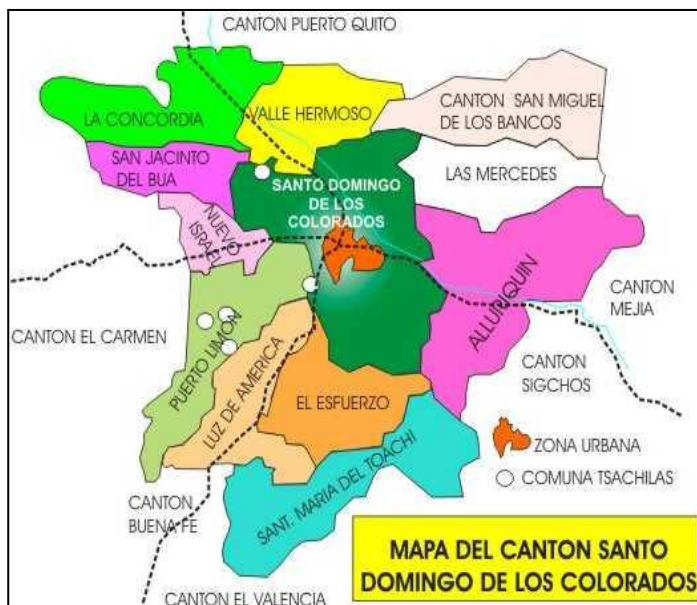 CANTON PUERTO QUITO
LA CONCORDIA
VALLE HERMOSO
CANTON SAN MIGUEL
DE LOS BANCOS
SAN JACINTO
DEL BUA
LAS MERCEDES
SANTO DOMINGO
DE LOS
COLORADOS
NUEVO
ISRAEL
ALLURIQUIN
CANTON
MEJIA
CANTON EL CARMEN
PUERTO LIMON
LUZ DE AMERICA
CANTON
SIGCHOS
EL ESFUERZO
ZONA URBANA
COMUNA TSACHILAS
SANT. MARIA DEL TOACHI
CANTON
BUENA FE
CANTON EL VALENCIA
MAPA DEL CANTON SANTO
DOMINGO DE LOS COLORADOS